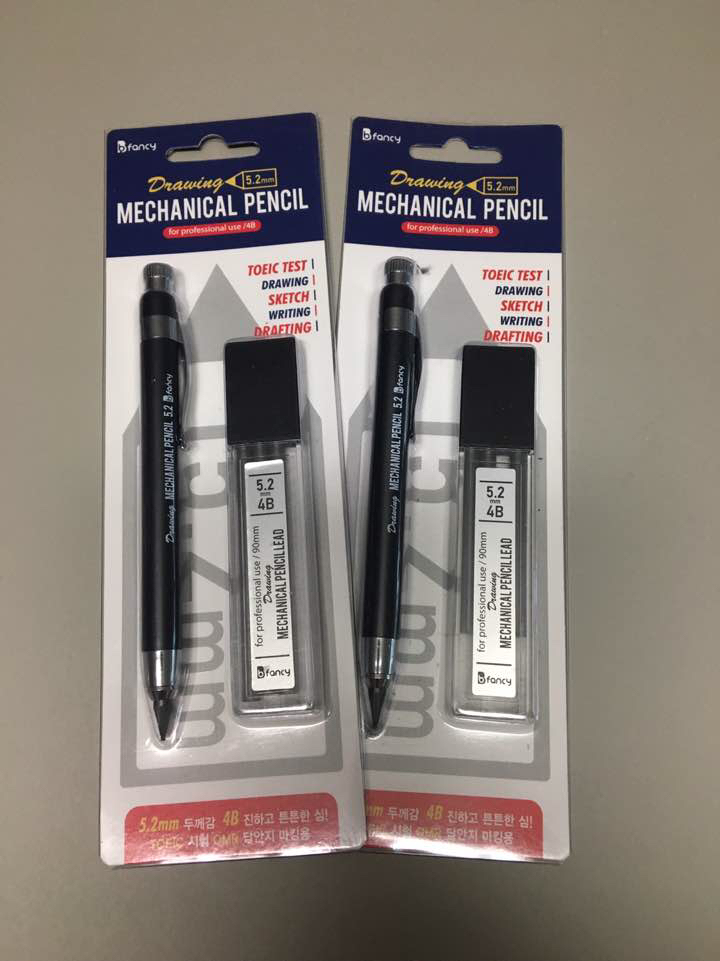 b fancy
Drawing 5.2mm
MECHANICAL PENCIL
for professional use /4B
TOEIC TEST
DRAWING
SKETCH
WRITING
DRAFTING
Drawing MECHANICAL PENCIL 5.2 b fancy
5.2
mm
4B
for professional use / 90mm
Drawing
MECHANICAL PENCIL LEAD
b fancy
5.2mm
5.2mm 두께감 4B 진하고 튼튼한 심!
TOEIC 시험 OMR 답안지 마킹용
b fancy
Drawing 5.2mm
MECHANICAL PENCIL
for professional use /4B
TOEIC TEST
DRAWING
SKETCH
WRITING
DRAFTING
Drawing MECHANICAL PENCIL 5.2 b fancy
5.2
mm
4B
for professional use / 90mm
Drawing
MECHANICAL PENCIL LEAD
b fancy
mm 두께감 4B 진하고 튼튼한 심!
시험 OMR 답안지 마킹용